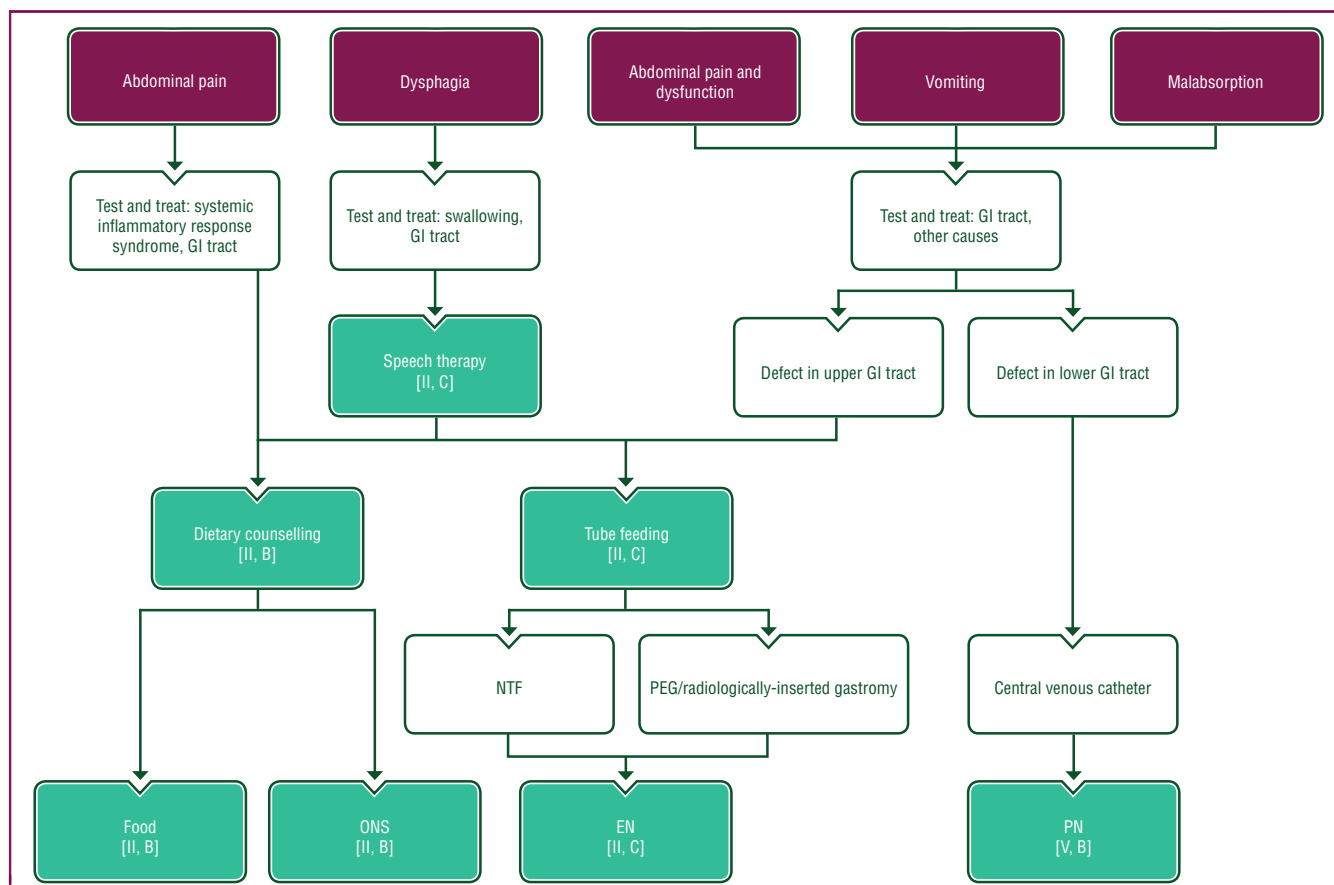 Abdominal pain
Dysphagia
Abdominal pain and
dysfunction
Vomiting
Malabsorption
Test and treat: systemic
inflammatory response
syndrome, GI tract
Test and treat: swallowing,
GI tract
Test and treat: GI tract,
other causes
Speech therapy
[II, C]
Defect in upper GI tract
Defect in lower GI tract
Dietary counselling
[II, B]
Tube feeding
[II, C]
NTF
PEG/radiologically-inserted gastromy
Central venous catheter
Food
[II, B]
ONS
[II, B]
EN
[II, C]
PN
[V, B]